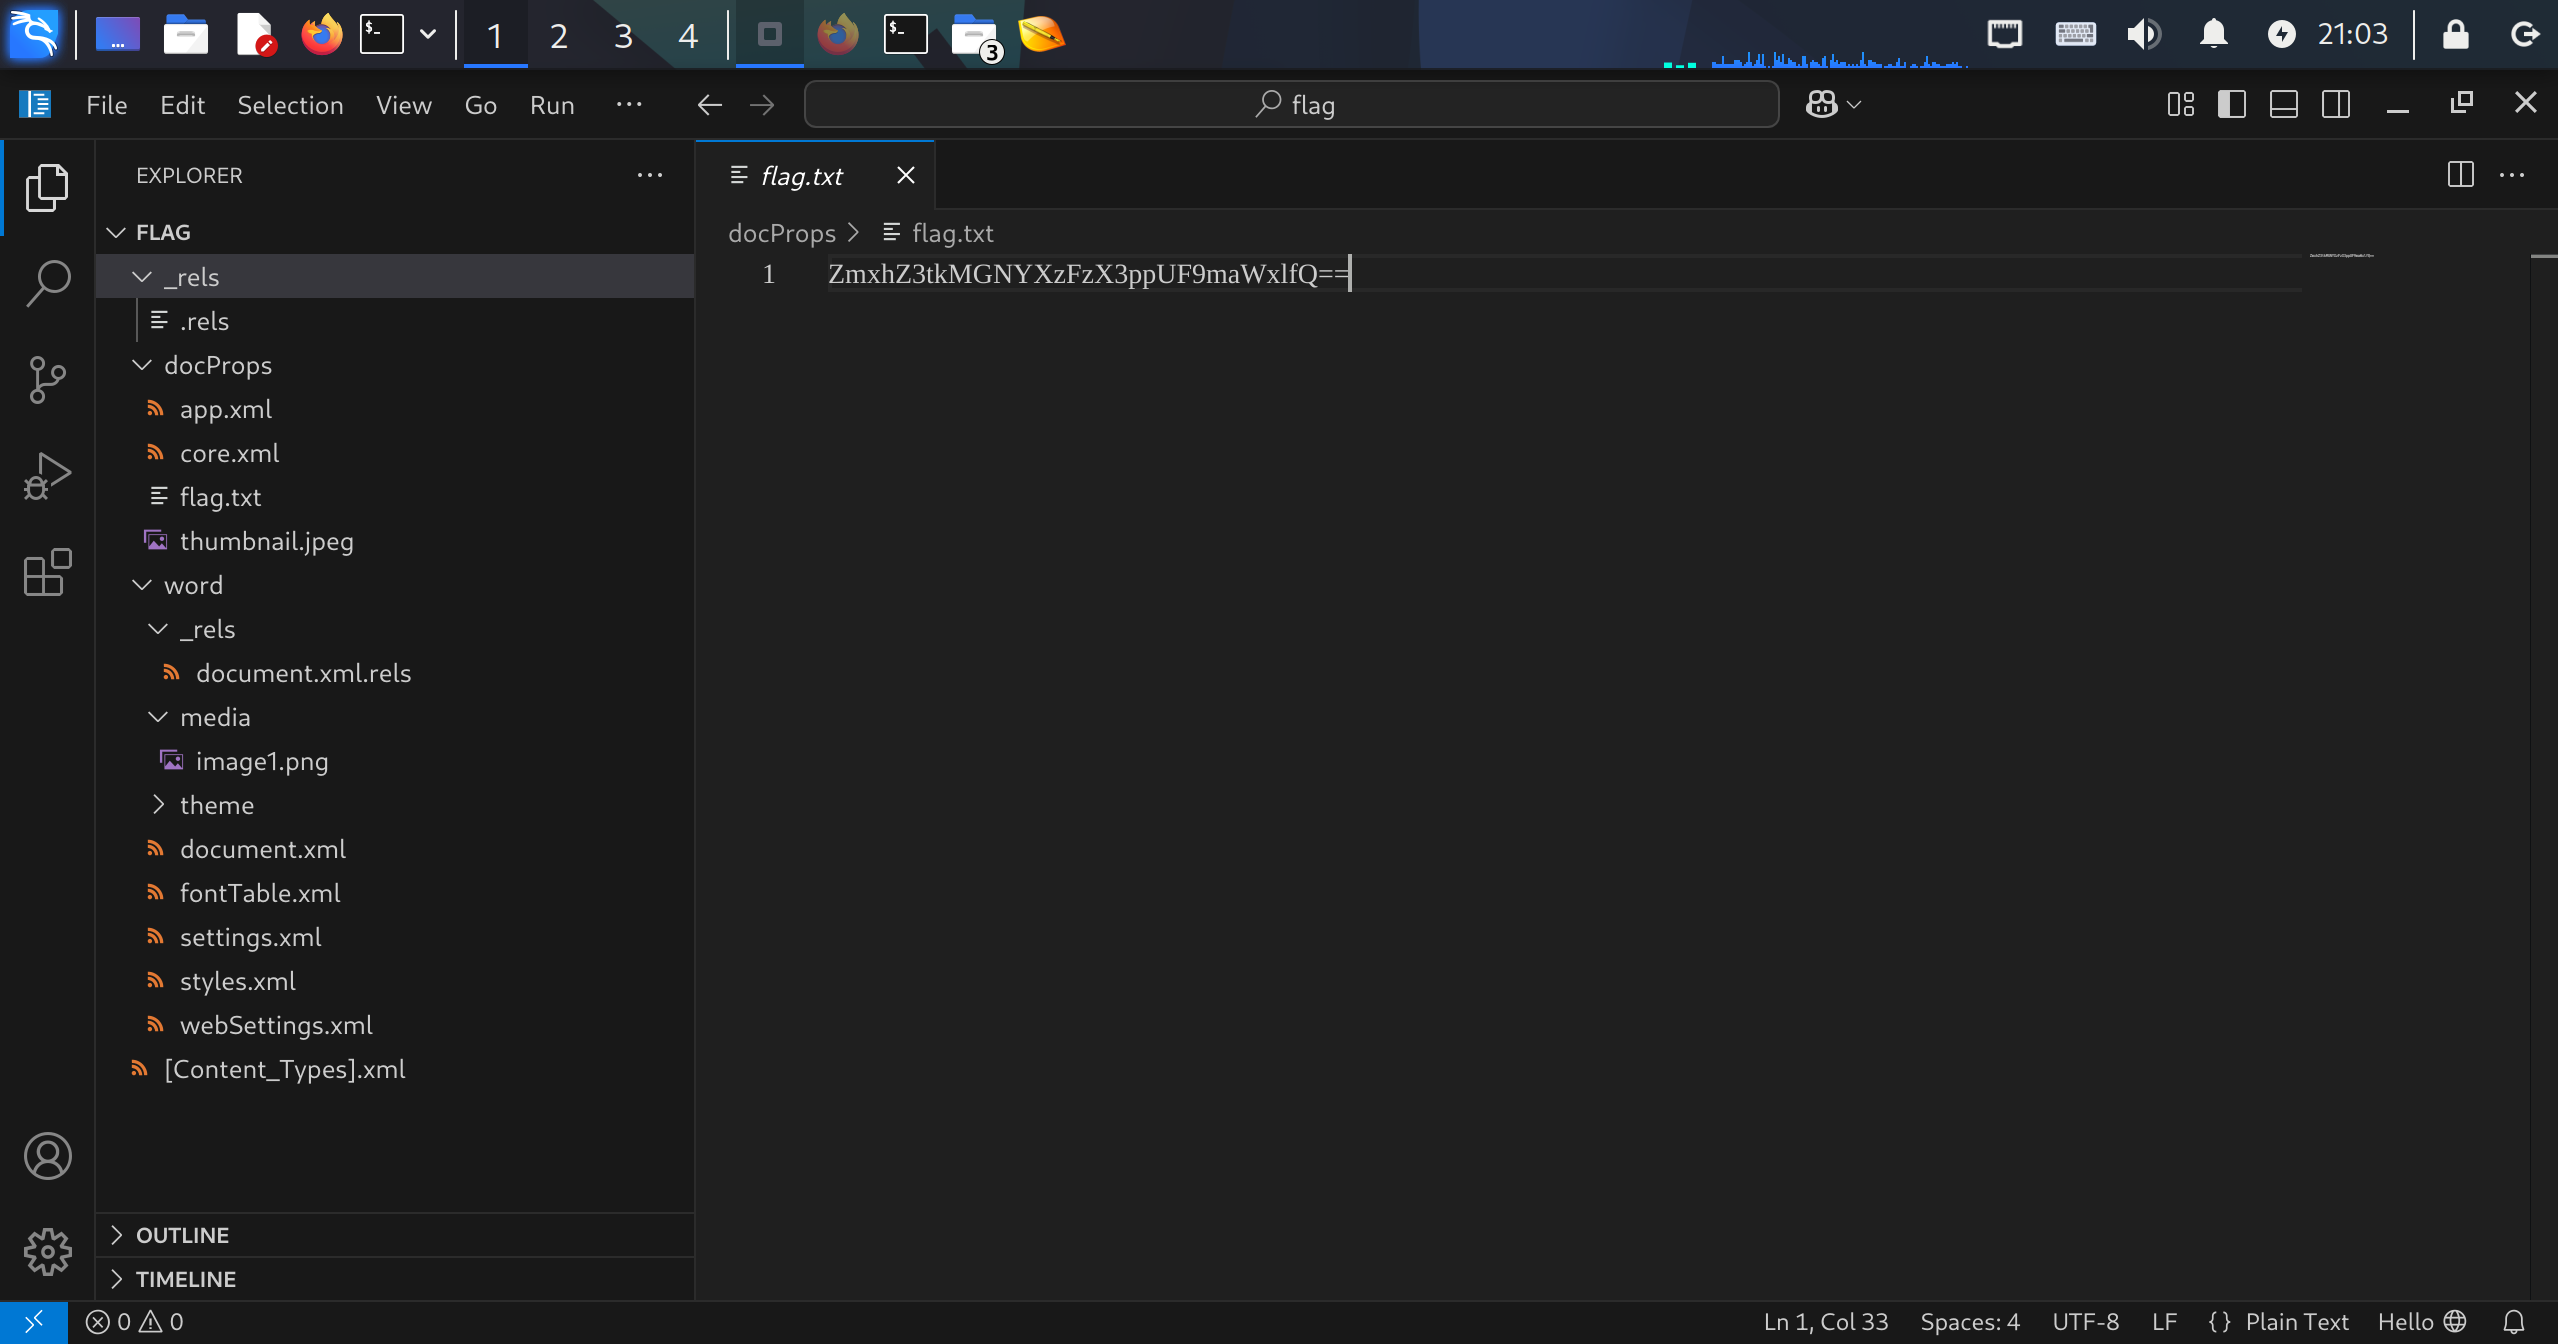 $-
1 2 3 4
$-
3
21:03
File Edit Selection View Go Run
flag
EXPLORER
flag.txt
FLAG
docProps > flag.txt
1 ZmxhZ3tkMGNYXzFzX3ppUF9maWxlfQ==
_rels
.rels
docProps
app.xml
core.xml
flag.txt
thumbnail.jpeg
word
_rels
document.xml.rels
media
image1.png
theme
document.xml
fontTable.xml
settings.xml
styles.xml
webSettings.xml
[Content_Types].xml
OUTLINE
TIMELINE
0 0
Ln 1, Col 33 Spaces: 4 UTF-8 LF {} Plain Text Hello